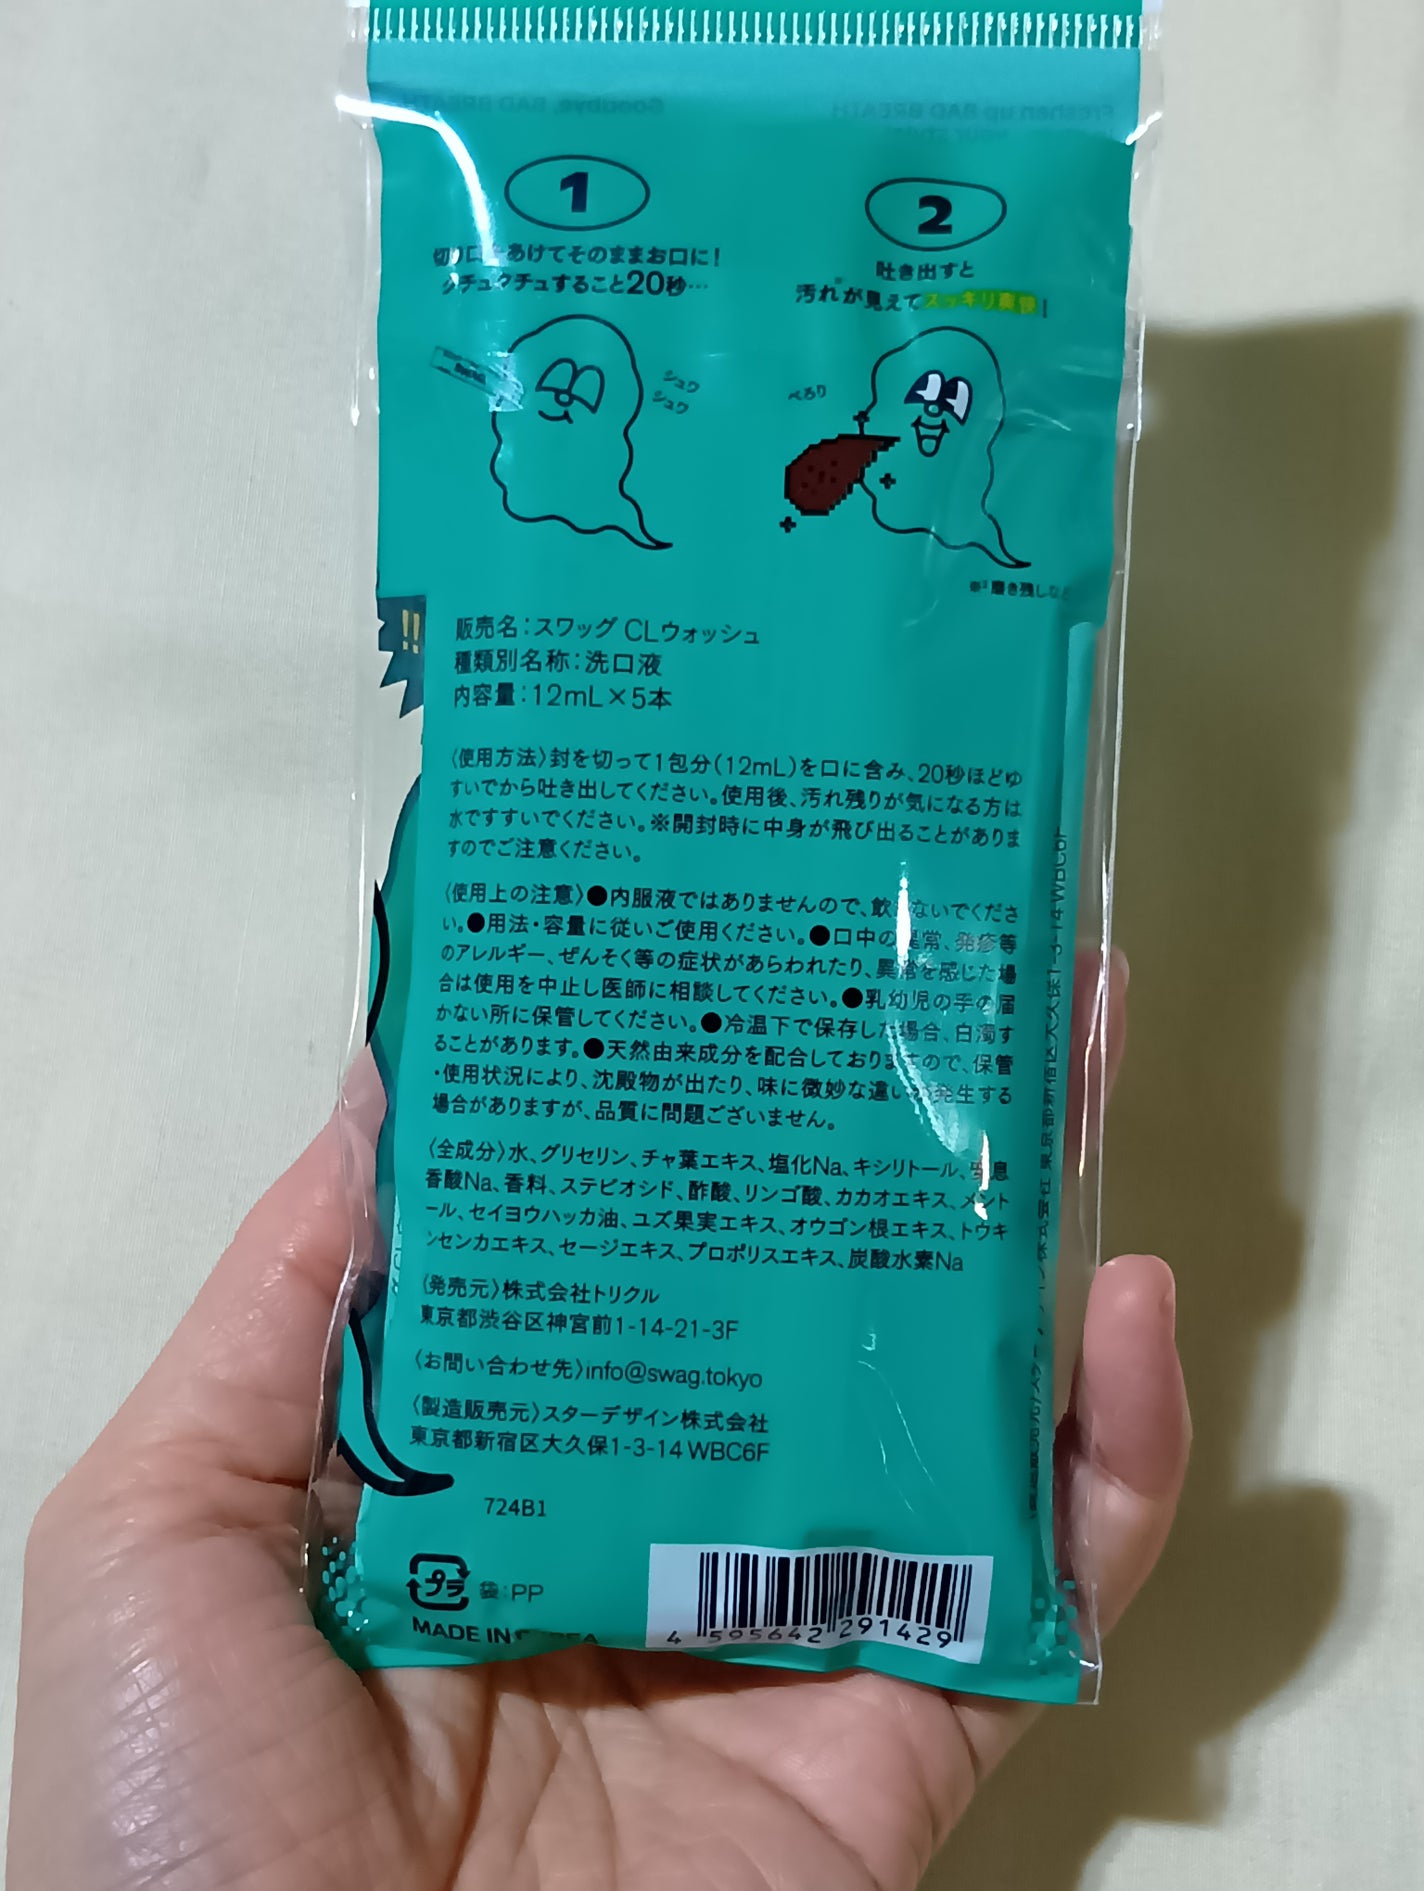 Goodbye, BAD BREATH
Freshen up BAD BREATH
your style!
1
切り口をあけてそのままお口に！
クチュクチュすること20秒…
2
吐き出すと
汚れ※が見えてスッキリ爽快！
シュワ
シュワ
ぺろり
磨き残しなど
!!
販売名：スワッグ CLウォッシュ
種類別名称：洗口液
内容量：12mL×5本
〈使用方法〉封を切って1包分(12mL)を口に含み、20秒ほどゆ
すいでから吐き出してください。使用後、汚れ残りが気になる方は
水ですすいでください。※開封時に中身が飛び出ることがありま
すのでご注意ください。
〈使用上の注意〉●内服液ではありませんので、飲まないでくださ
い。●用法・容量に従いご使用ください。●口中の異常、発疹等
のアレルギー、ぜんそく等の症状があらわれたり、異常を感じた場
合は使用を中止し医師に相談してください。●乳幼児の手の届
かない所に保管してください。●冷温下で保存した場合、白濁す
ることがあります。●天然由来成分を配合しておりますので、保管
・使用状況により、沈殿物が出たり、味に微妙な違いが発生する
場合がありますが、品質に問題ございません。
〈全成分〉水、グリセリン、チャ葉エキス、塩化Na、キシリトール、安息
香酸Na、香料、ステビオシド、酢酸、リンゴ酸、カカオエキス、メント
ール、セイヨウハッカ油、ユズ果実エキス、オウゴン根エキス、トウキ
ンセンカエキス、セージエキス、プロポリスエキス、炭酸水素Na
〈発売元〉株式会社トリクル
東京都渋谷区神宮前1-14-21-3F
〈お問い合わせ先〉info@swag.tokyo
〈製造販売元〉スターデザイン株式会社
東京都新宿区大久保1-3-14 WBC6F
724B1
プラ 袋：PP
MADE IN KOREA
4 595642 291429